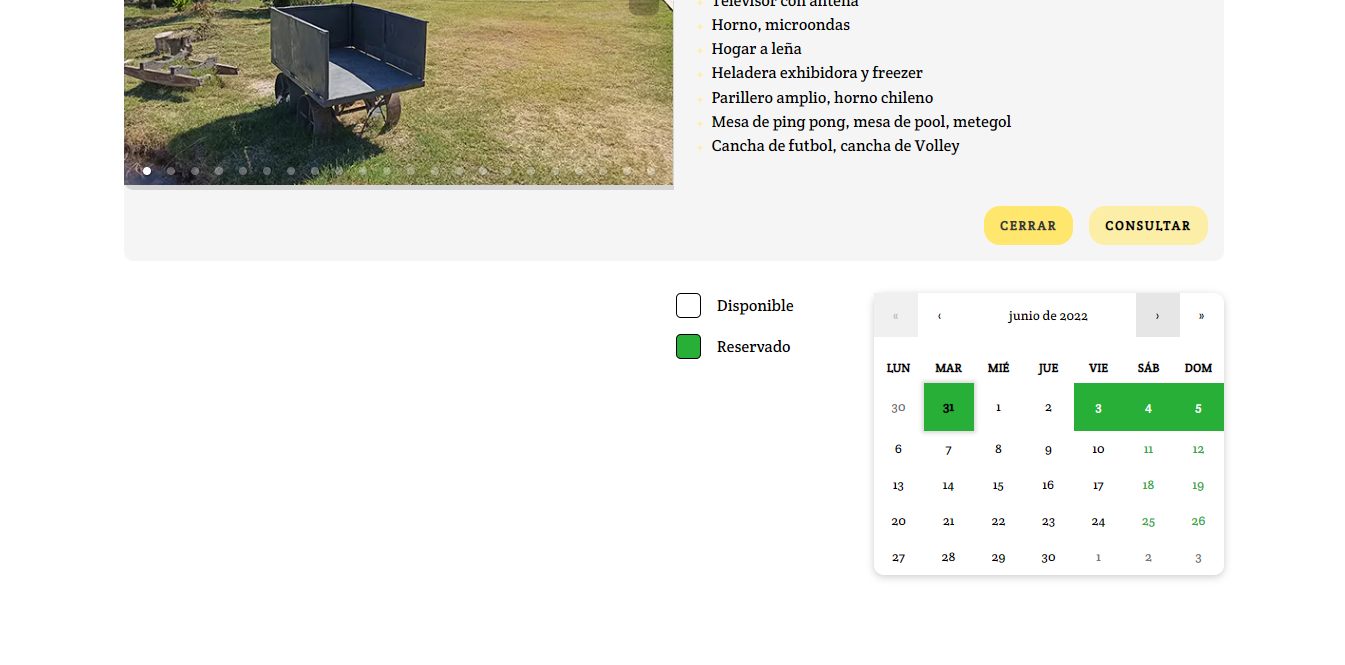 Televisor con antena
Horno, microondas
Hogar a leña
Heladera exhibidora y freezer
Parillero amplio, horno chileno
Mesa de ping pong, mesa de pool, metegol
Cancha de futbol, cancha de Volley
CERRAR CONSULTAR
Disponible
Reservado
« ‹ junio de 2022 › »
LUN MAR MIÉ JUE VIE SÁB DOM
30 31 1 2 3 4 5
6 7 8 9 10 11 12
13 14 15 16 17 18 19
20 21 22 23 24 25 26
27 28 29 30 1 2 3